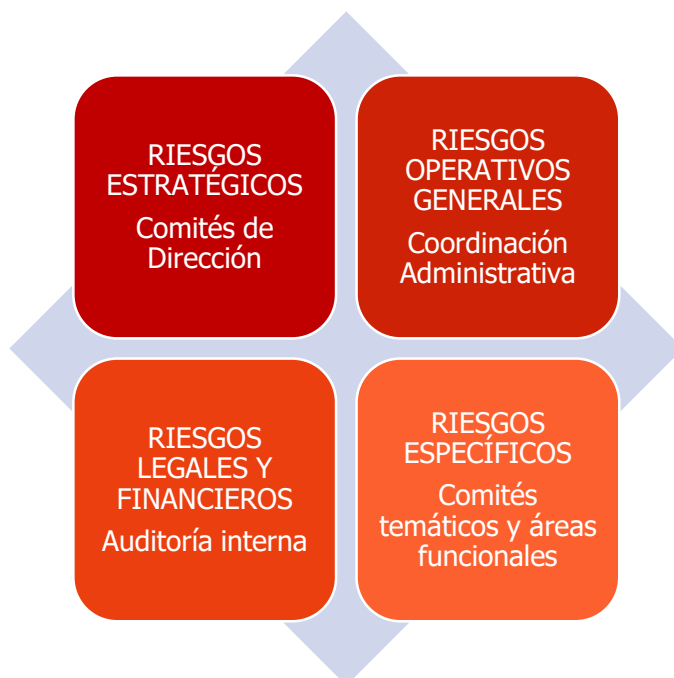 RIESGOS
ESTRATÉGICOS
Comités de
Dirección
RIESGOS
OPERATIVOS
GENERALES
Coordinación
Administrativa
RIESGOS
LEGALES Y
FINANCIEROS
Auditoría interna
RIESGOS
ESPECÍFICOS
Comités
temáticos y áreas
funcionales